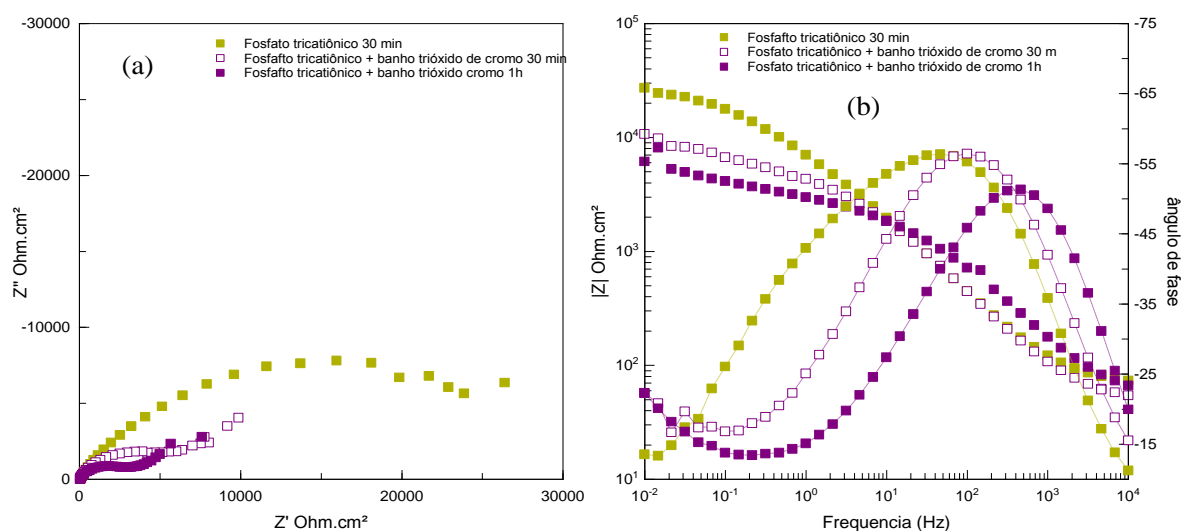 -30000
(a)
Fosfato tricatiônico 30 min
Fosfafto tricatiônico + banho trióxido de cromo 30 min
Fosfafto tricatiônico + banho trióxido cromo 1h
-20000
Z'' Ohm.cm²
-10000
0
0
10000
20000
30000
Z' Ohm.cm²
10⁵
-75
Fosfafto tricatiônico 30 min
Fosfato tricatiônico + banho trióxido de cromo 30 m
Fosfato tricatiônico + banho trióxido de cromo 1h
-65
(b)
10⁴
-55
|Z| Ohm.cm²
10³
-45
ângulo de fase
-35
10²
-25
-15
10¹
10⁻²
10⁻¹
10⁰
10¹
10²
10³
10⁴
Frequencia (Hz)